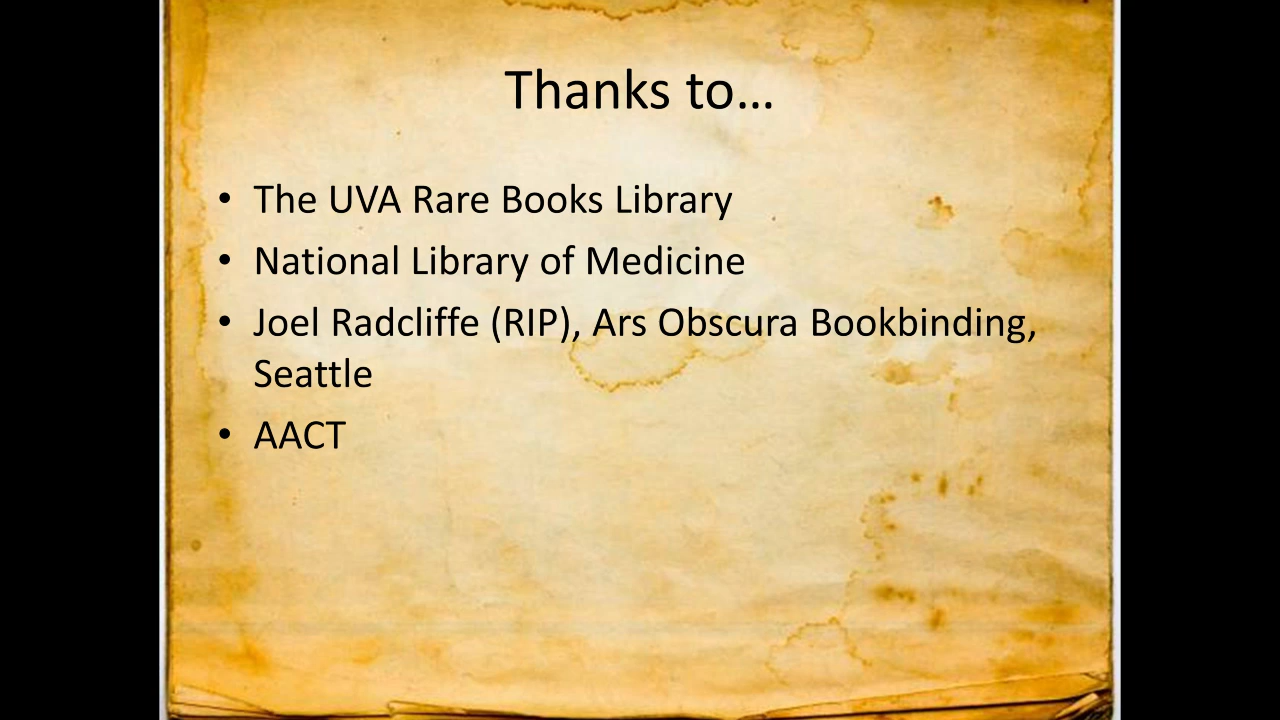 Thanks to…
• The UVA Rare Books Library
• National Library of Medicine
• Joel Radcliffe (RIP), Ars Obscura Bookbinding,
Seattle
• AACT